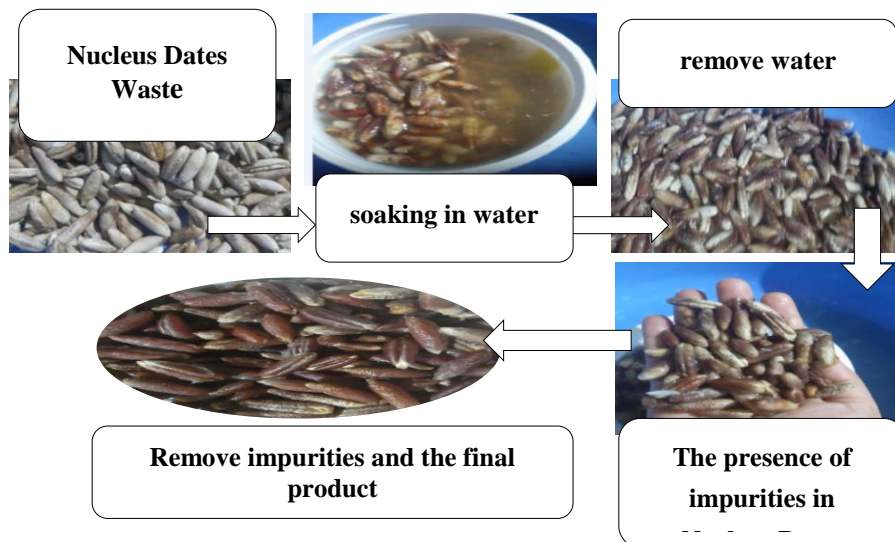 Nucleus Dates
Waste
soaking in water
remove water
The presence of
impurities in
Remove impurities and the final
product